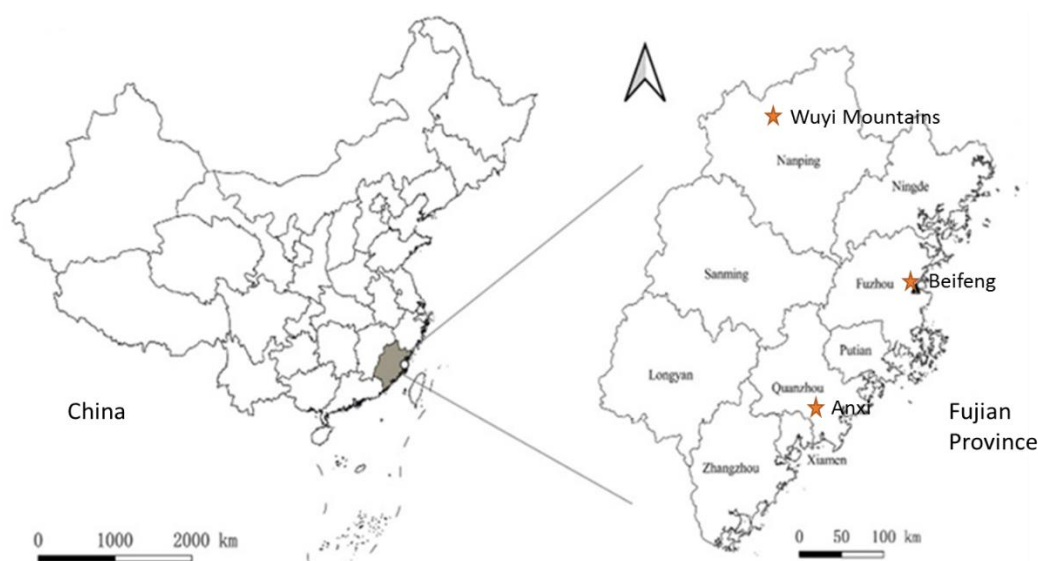 Wuyi Mountains
Nanping
Ningde
Sanming
Fuzhou
Beifeng
Putian
Longyan
Quanzhou
Anxi
China
Fujian
Province
Xiamen
Zhangzhou
0 1000 2000 km
0 50 100 km